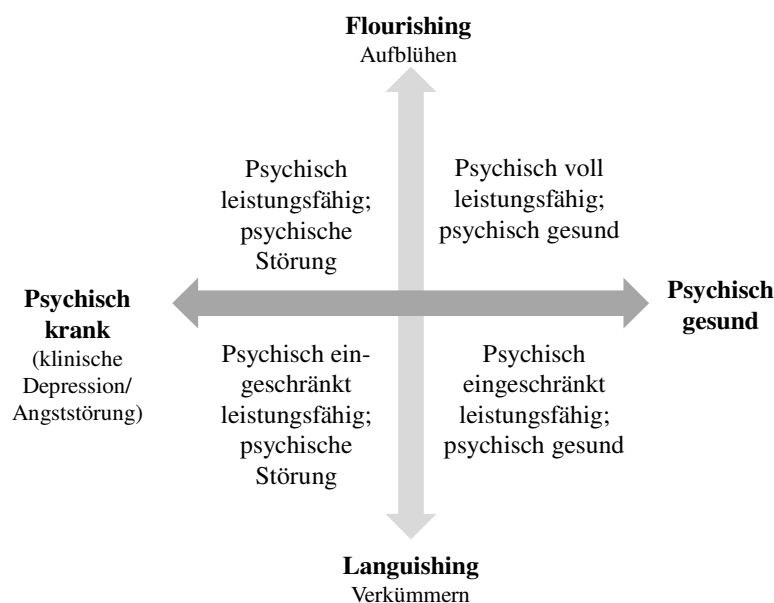 Flourishing
Aufblühen
Psychisch
leistungsfähig;
psychische
Störung
Psychisch voll
leistungsfähig;
psychisch gesund
Psychisch
krank
(klinische
Depression/
Angststörung)
Psychisch
gesund
Psychisch ein-
geschränkt
leistungsfähig;
psychische
Störung
Psychisch
eingeschränkt
leistungsfähig;
psychisch gesund
Languishing
Verkümmern